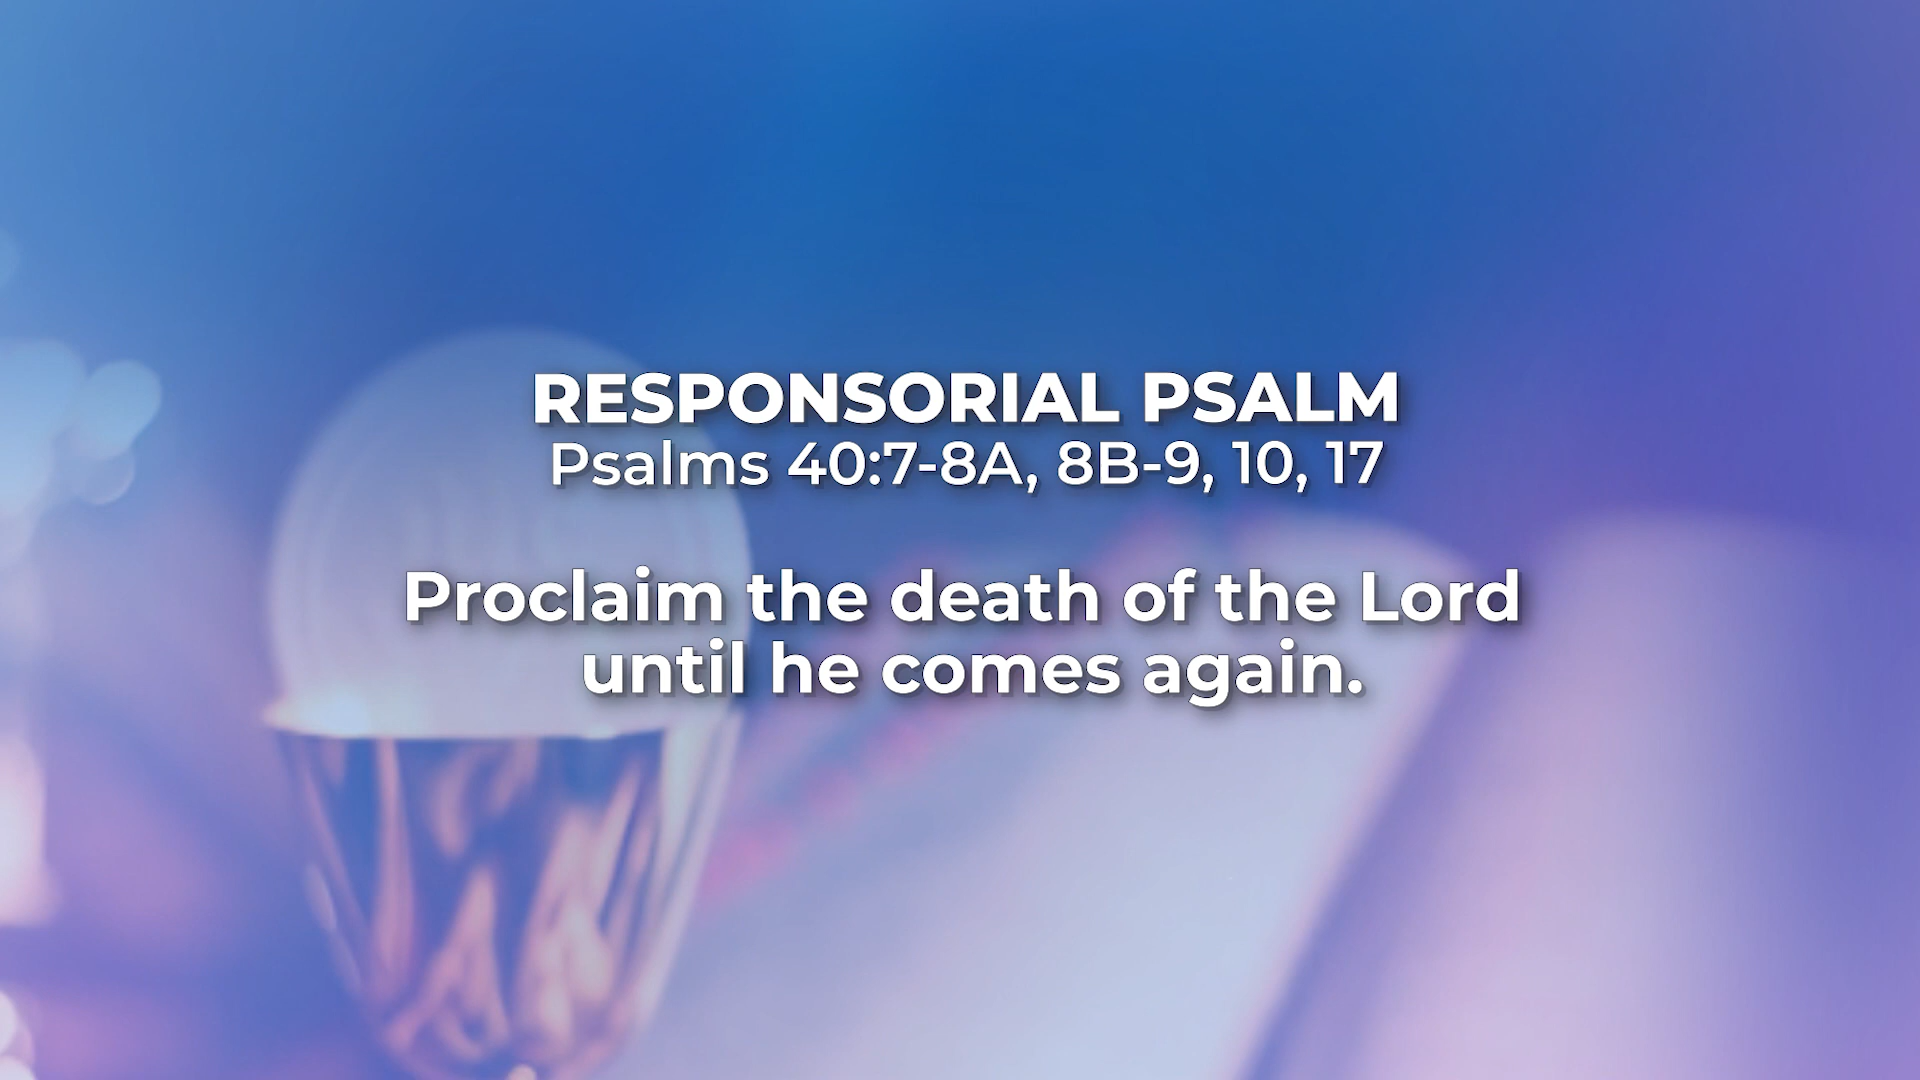 RESPONSORIAL PSALM
Psalms 40:7-8A, 8B-9, 10, 17
Proclaim the death of the Lord
until he comes again.